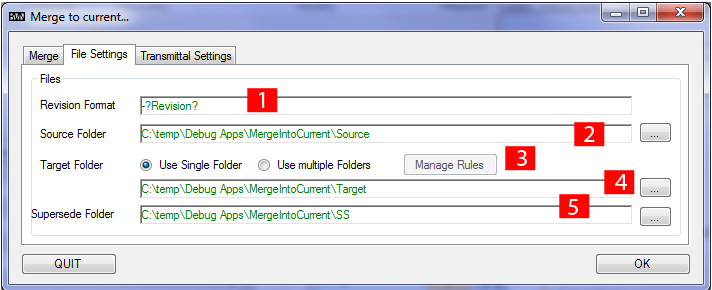 BW Merge to current...
Merge File Settings Transmittal Settings
Files
Revision Format -?Revision? 1
Source Folder C:\temp\Debug Apps\MergeIntoCurrent\Source 2 ...
Target Folder Use Single Folder Use multiple Folders Manage Rules 3
C:\temp\Debug Apps\MergeIntoCurrent\Target 4 ...
Supersede Folder C:\temp\Debug Apps\MergeIntoCurrent\SS 5 ...
QUIT OK